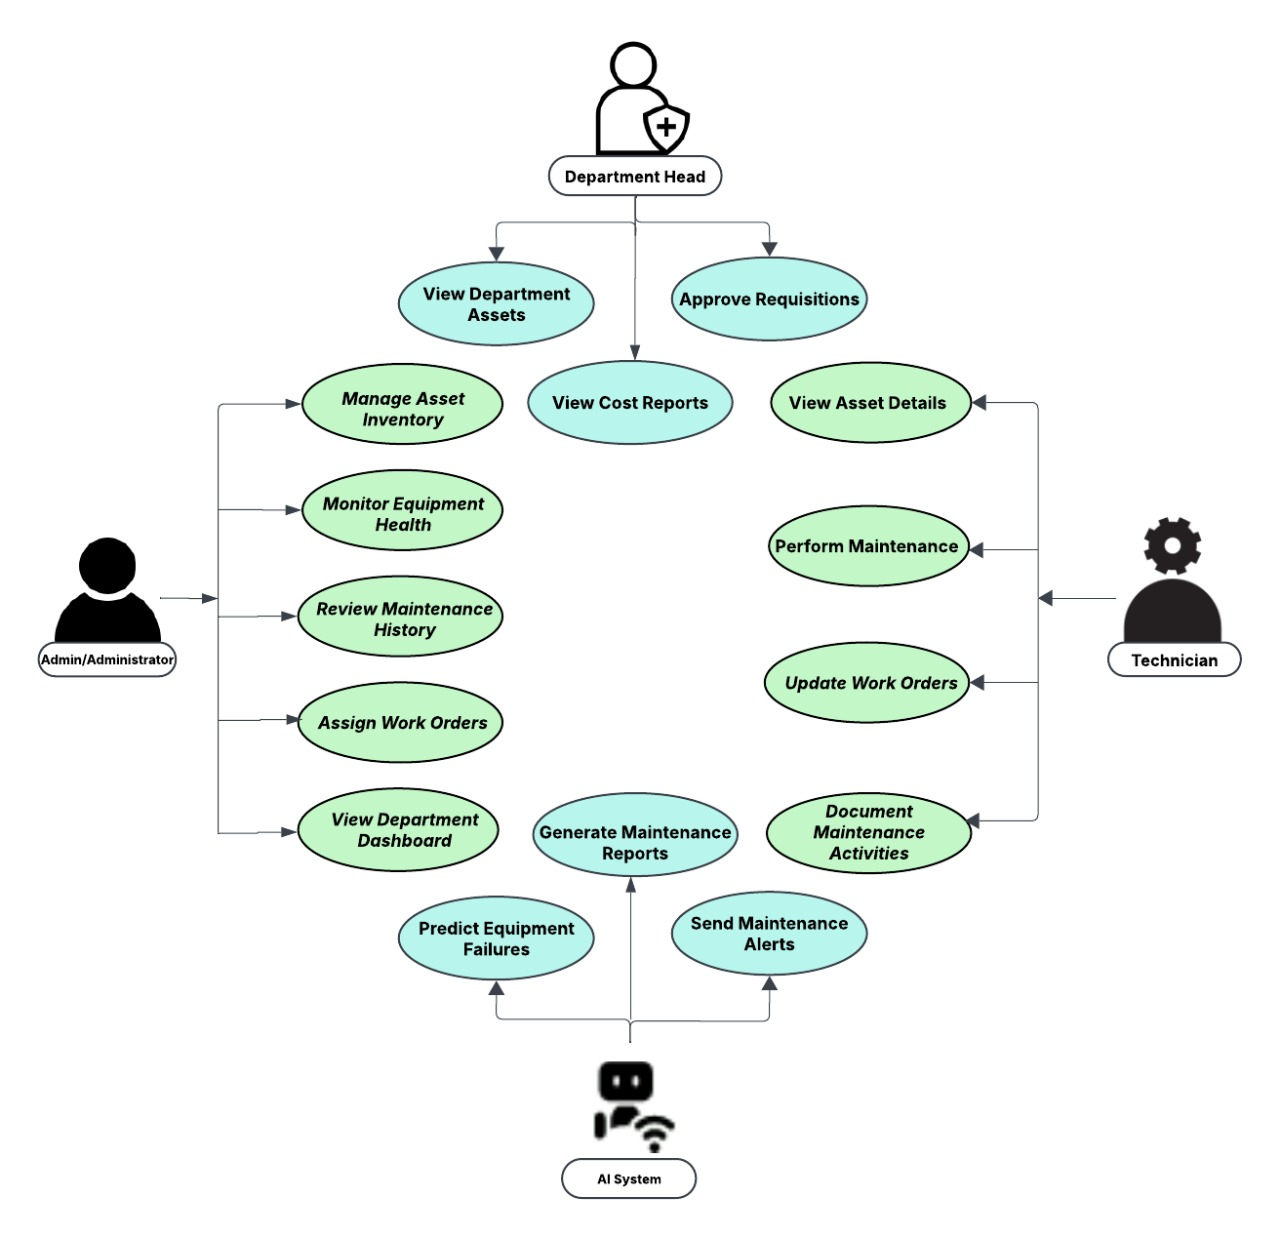 Department Head
View Department
Assets
Approve Requisitions
Manage Asset
Inventory
View Cost Reports
View Asset Details
Monitor Equipment
Health
Perform Maintenance
Review Maintenance
History
Admin/Administrator
Technician
Update Work Orders
Assign Work Orders
View Department
Dashboard
Generate Maintenance
Reports
Document
Maintenance
Activities
Predict Equipment
Failures
Send Maintenance
Alerts
AI System